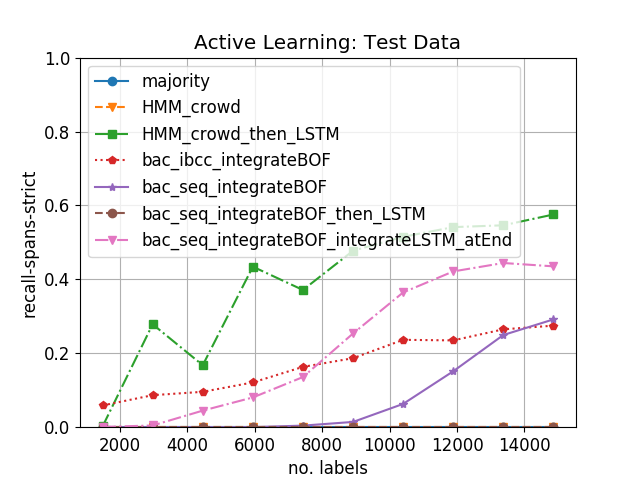 Active Learning: Test Data
1.0
0.8
0.6
0.4
0.2
0.0
recall-spans-strict
majority
HMM_crowd
HMM_crowd_then_LSTM
bac_ibcc_integrateBOF
bac_seq_integrateBOF
bac_seq_integrateBOF_then_LSTM
bac_seq_integrateBOF_integrateLSTM_atEnd
2000 4000 6000 8000 10000 12000 14000
no. labels